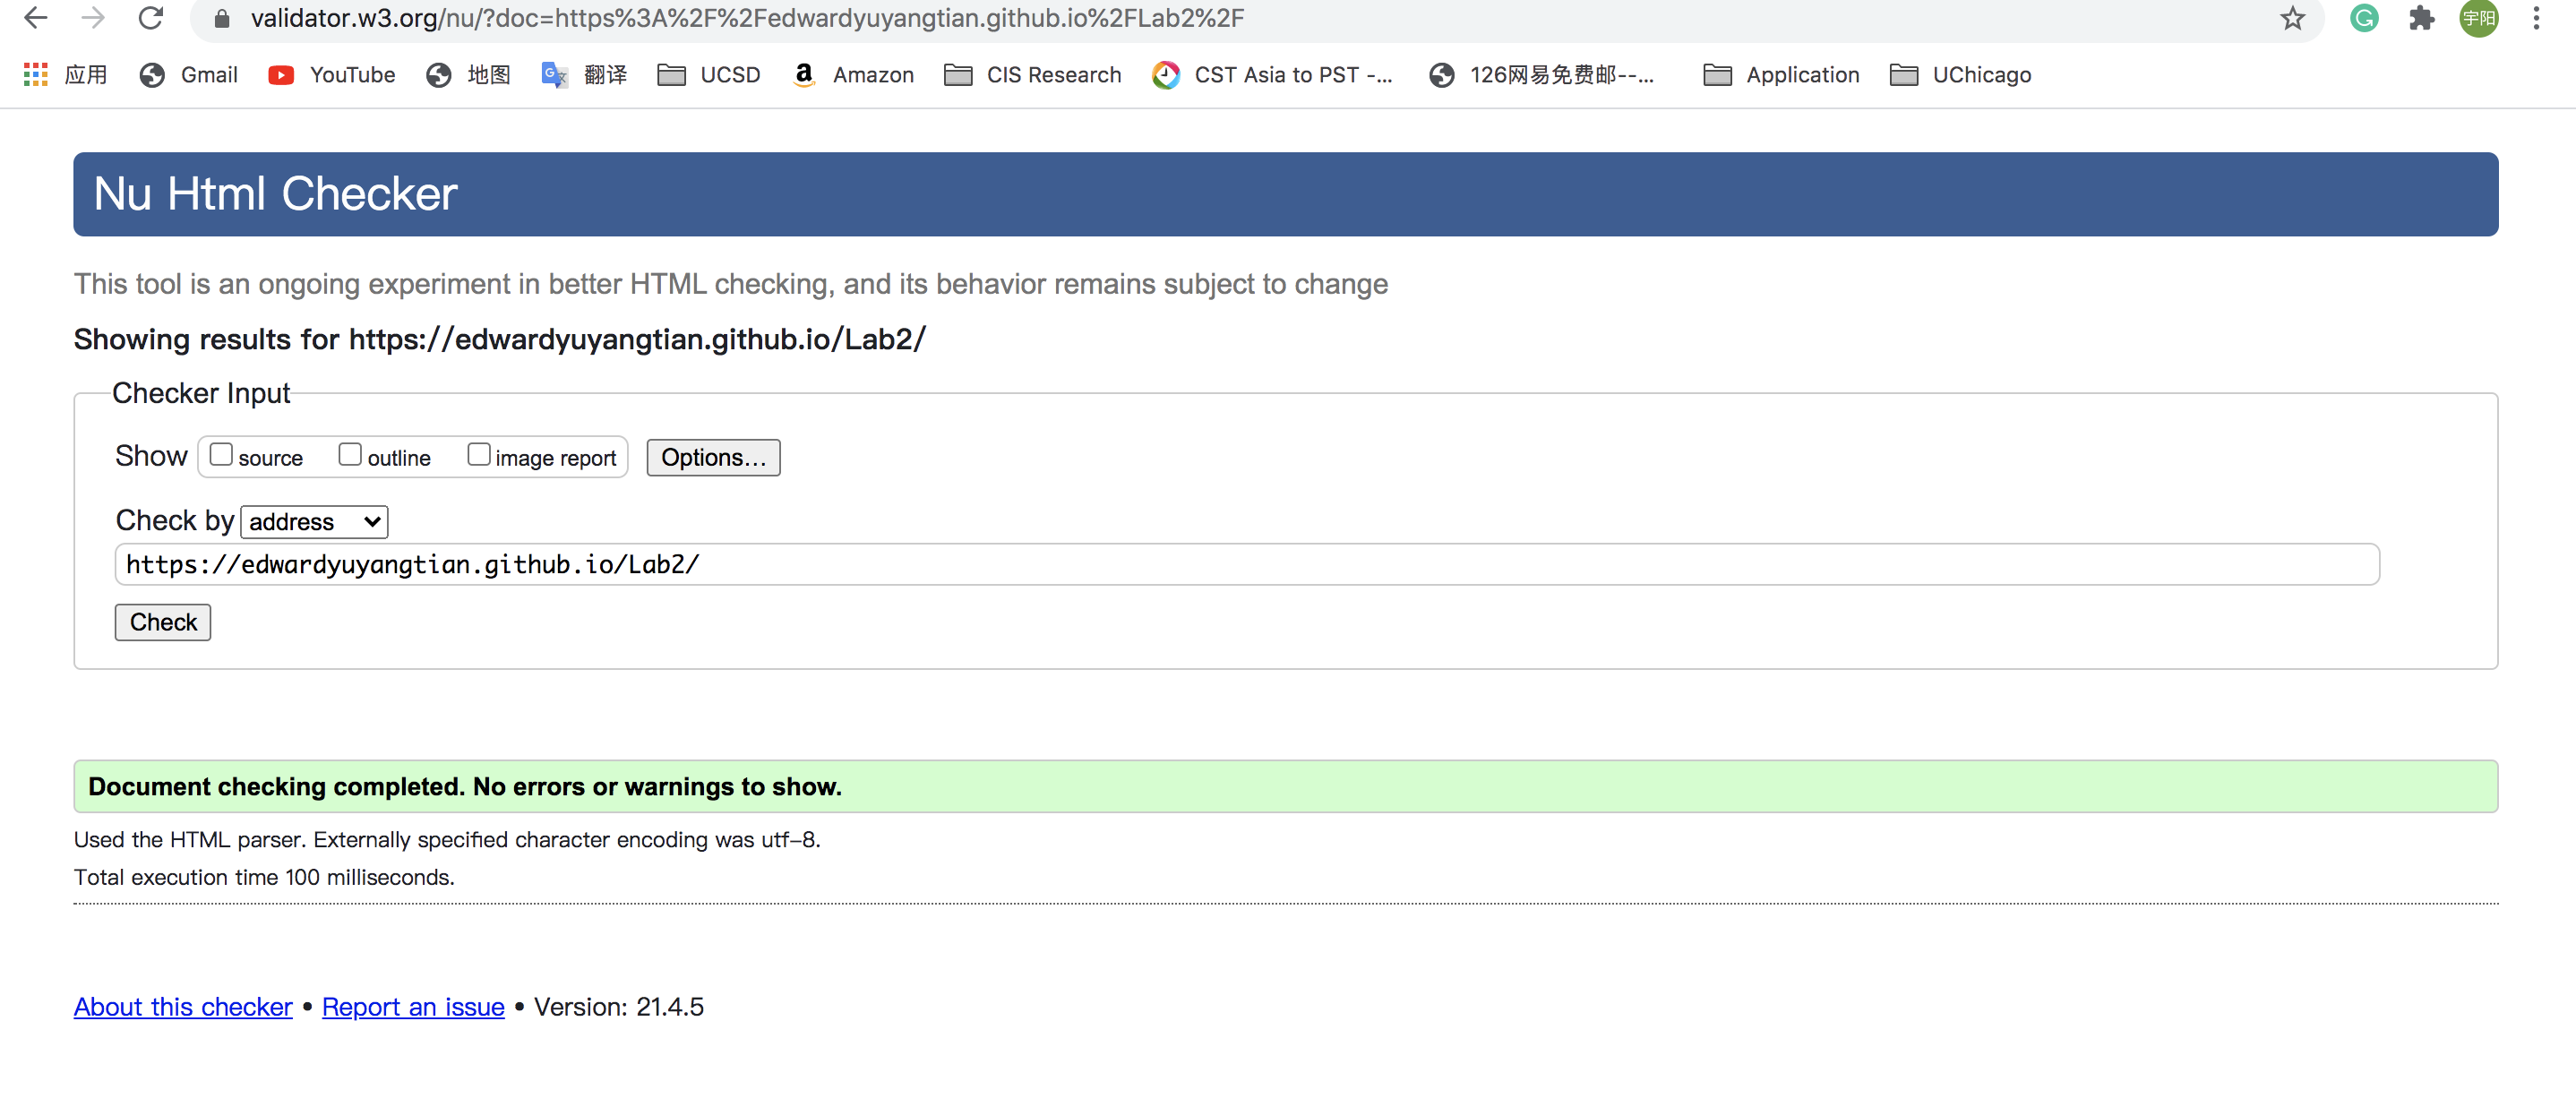 validator.w3.org/nu/?doc=https%3A%2F%2Fedwardyuyangtian.github.io%2FLab2%2F
宇阳
应用 Gmail YouTube 地图 翻译 UCSD Amazon CIS Research CST Asia to PST -... 126网易免费邮--... Application UChicago
Nu Html Checker
This tool is an ongoing experiment in better HTML checking, and its behavior remains subject to change
Showing results for https://edwardyuyangtian.github.io/Lab2/
Checker Input
Show source outline image report Options...
Check by address
https://edwardyuyangtian.github.io/Lab2/
Check
Document checking completed. No errors or warnings to show.
Used the HTML parser. Externally specified character encoding was utf-8.
Total execution time 100 milliseconds.
About this checker • Report an issue • Version: 21.4.5